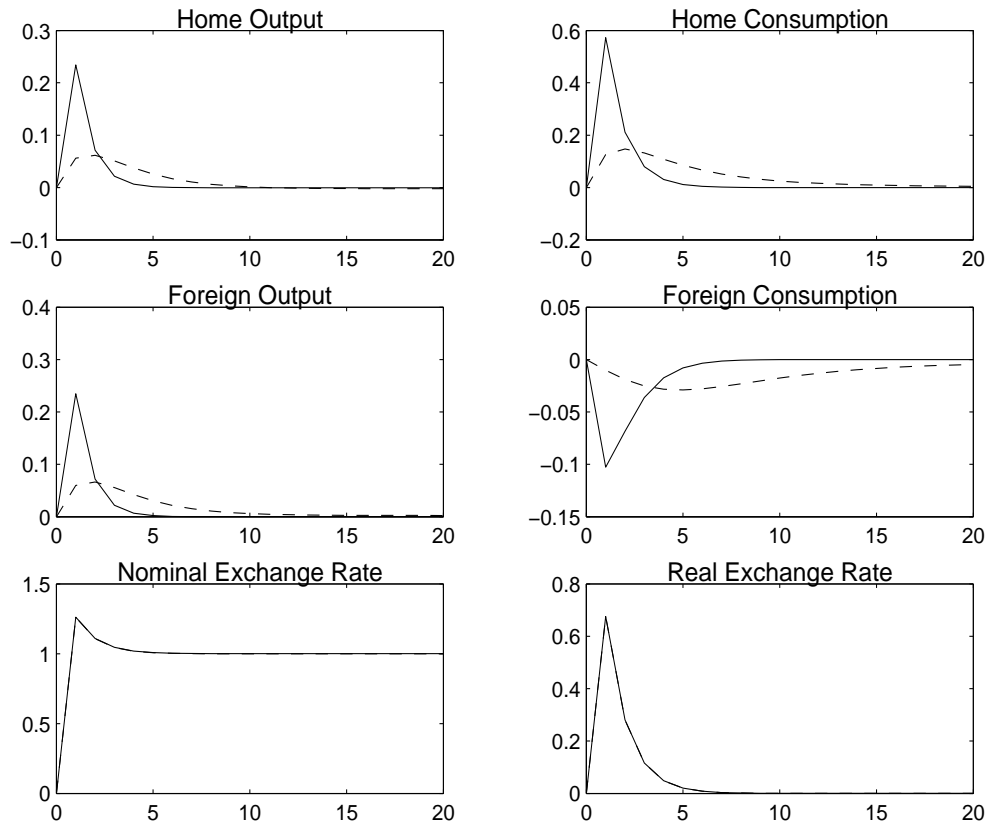 Home Output
0.3
0.2
0.1
0
−0.1
0 5 10 15 20
Home Consumption
0.6
0.4
0.2
0
−0.2
0 5 10 15 20
Foreign Output
0.4
0.3
0.2
0.1
0
0 5 10 15 20
Foreign Consumption
0.05
0
−0.05
−0.1
−0.15
0 5 10 15 20
Nominal Exchange Rate
1.5
1
0.5
0
0 5 10 15 20
Real Exchange Rate
0.8
0.6
0.4
0.2
0
0 5 10 15 20